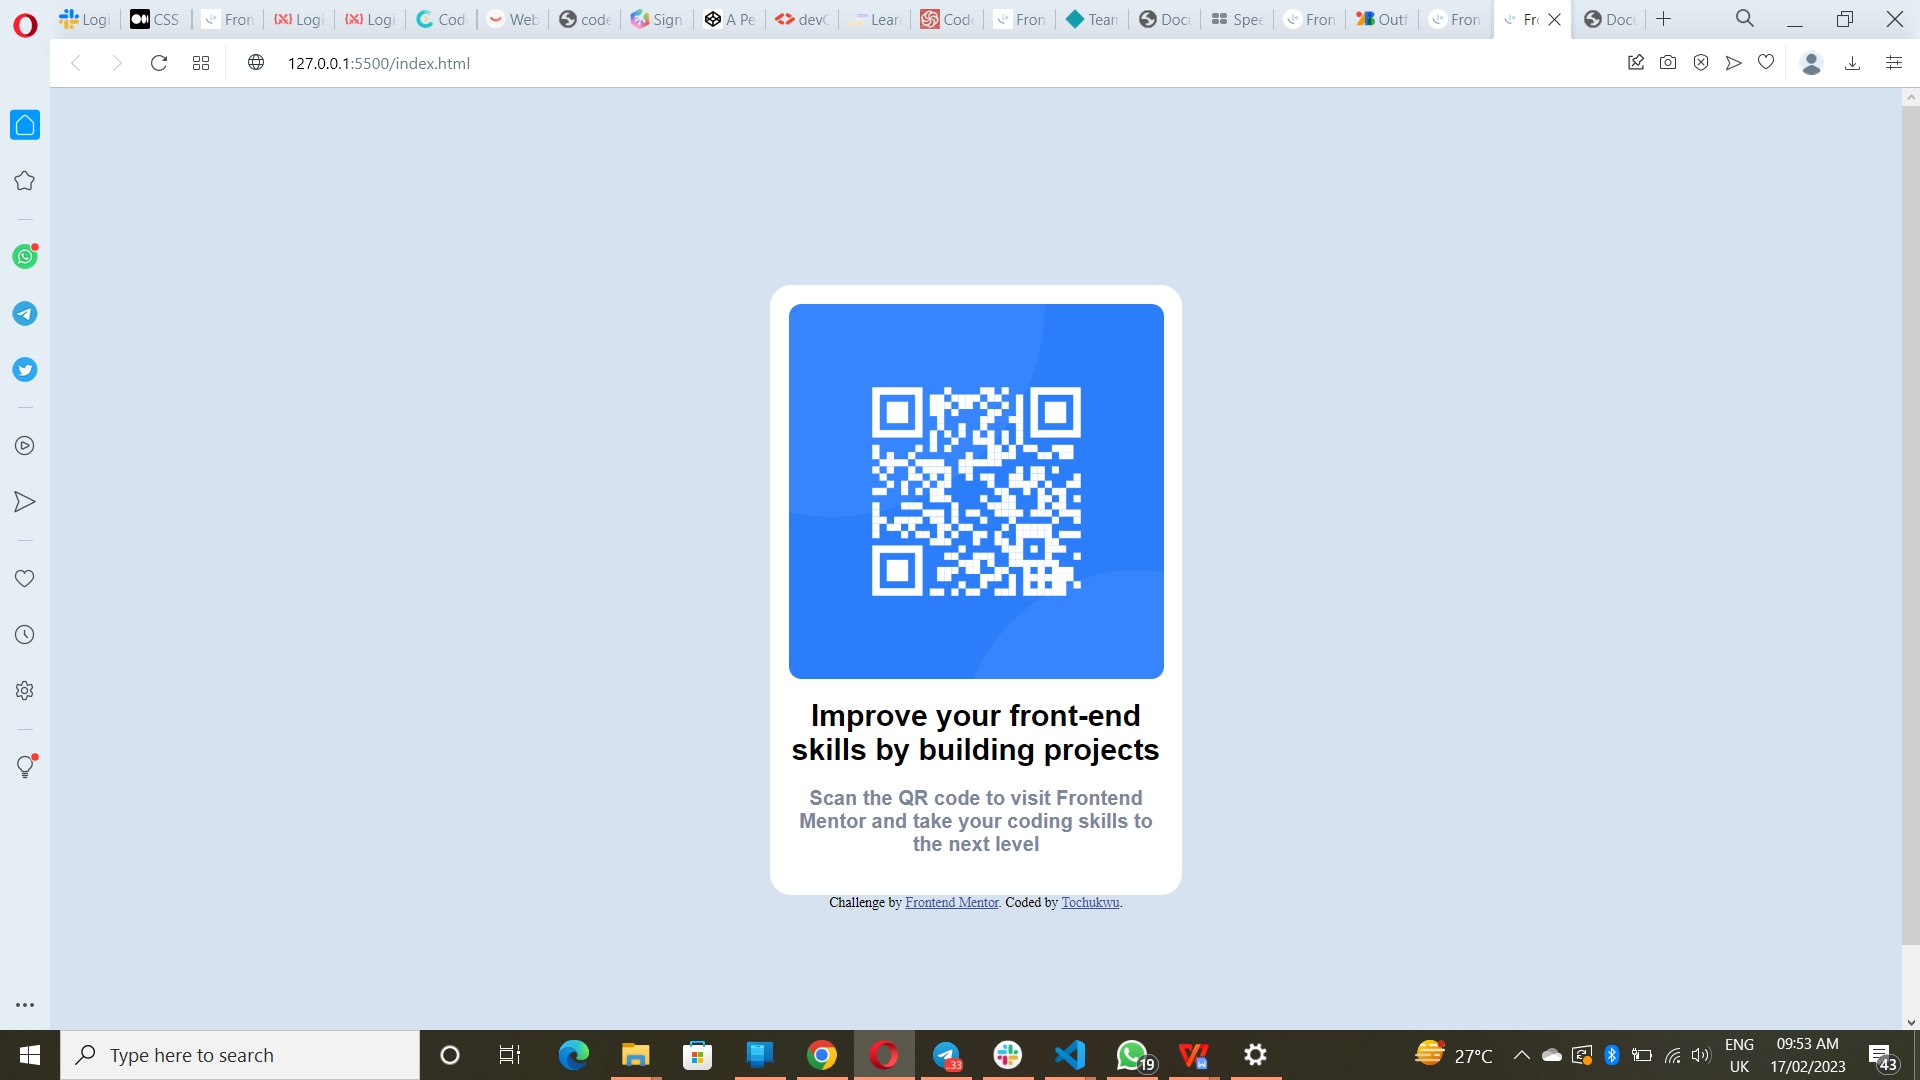 Logi
CSS
Fron
Logi
Logi
Cod
Web
code
Sign
A Pe
devC
Lear
Cod
Fron
Tean
Docu
Spee
Fron
Outf
Fron
Fr
Docu
127.0.0.1:5500/index.html
Improve your front-end
skills by building projects
Scan the QR code to visit Frontend
Mentor and take your coding skills to
the next level
Challenge by Frontend Mentor. Coded by Tochukwu.
Type here to search
..33
19
27°C
ENG
UK
09:53 AM
17/02/2023
43